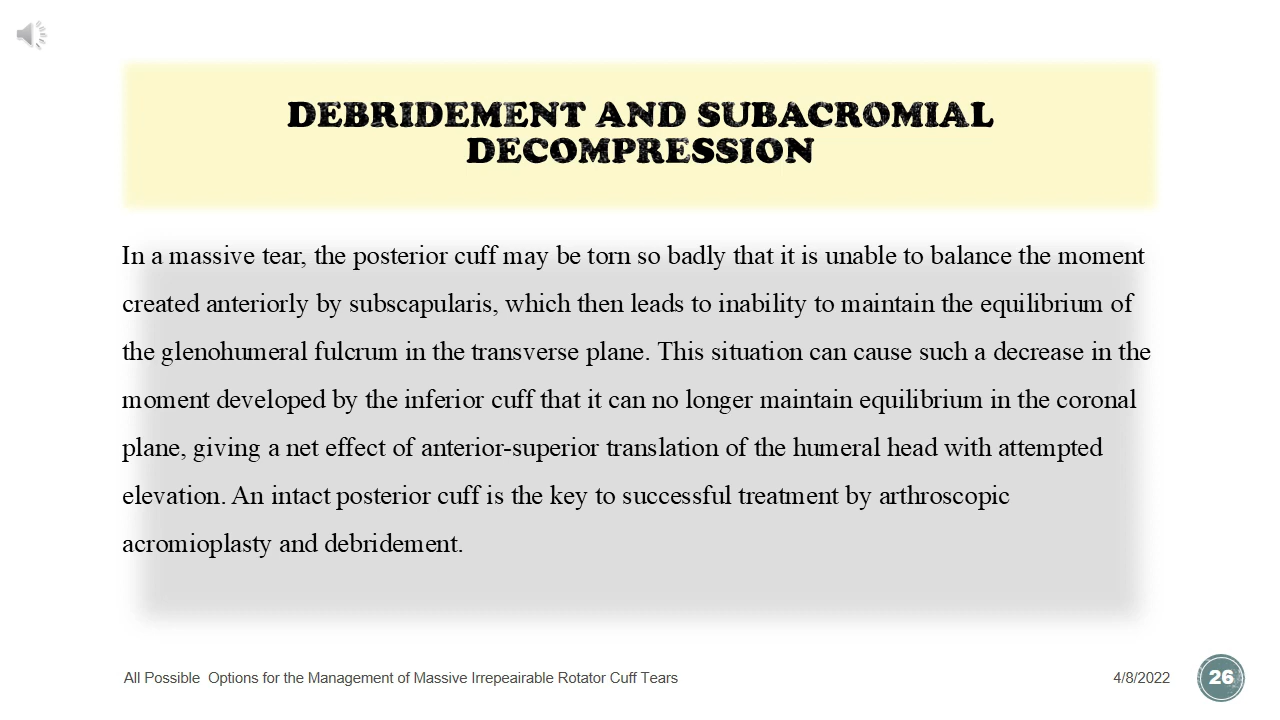 DEBRIDEMENT AND SUBACROMIAL
DECOMPRESSION
In a massive tear, the posterior cuff may be torn so badly that it is unable to balance the moment
created anteriorly by subscapularis, which then leads to inability to maintain the equilibrium of
the glenohumeral fulcrum in the transverse plane. This situation can cause such a decrease in the
moment developed by the inferior cuff that it can no longer maintain equilibrium in the coronal
plane, giving a net effect of anterior-superior translation of the humeral head with attempted
elevation. An intact posterior cuff is the key to successful treatment by arthroscopic
acromioplasty and debridement.
All Possible  Options for the Management of Massive Irrepairable Rotator Cuff Tears
4/8/2022
26